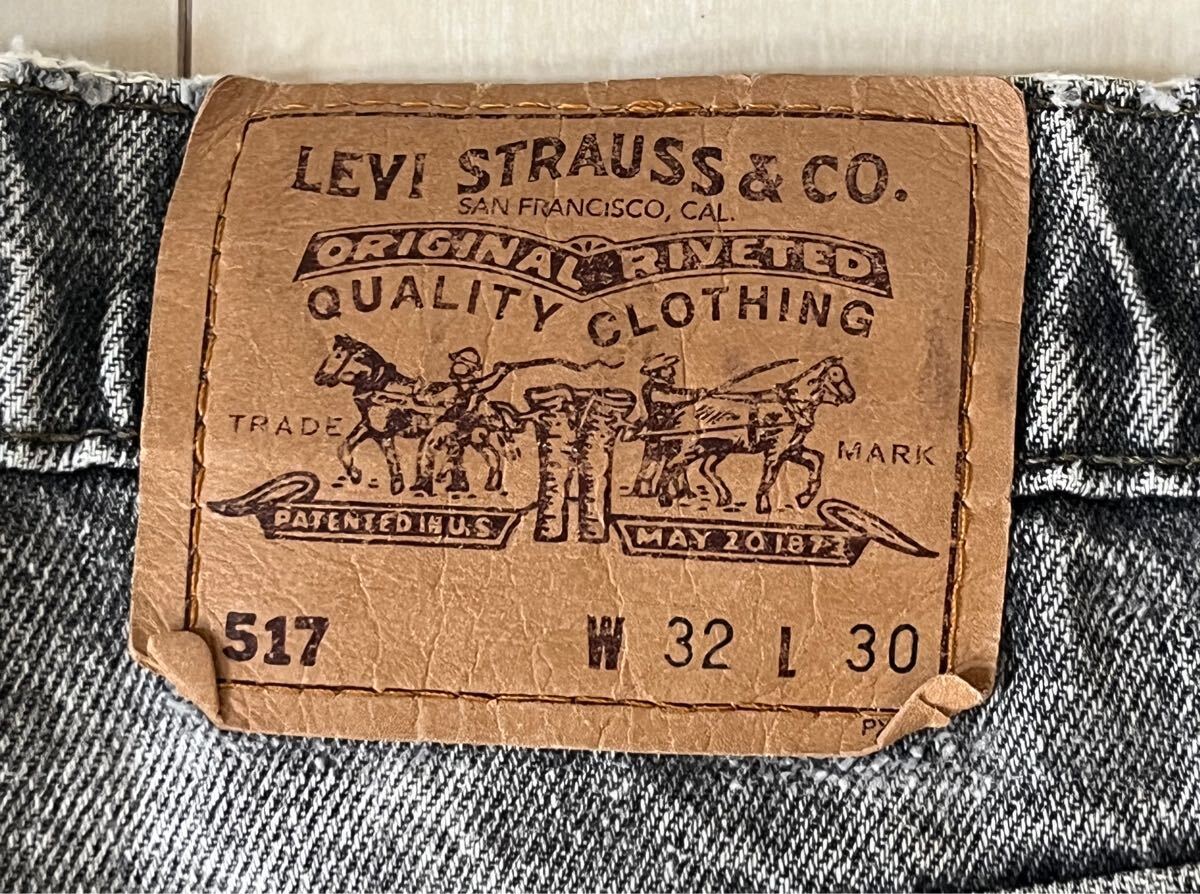 LEVI STRAUSS & CO.
SAN FRANCISCO, CAL.
ORIGINAL RIVETED
QUALITY CLOTHING
TRADE MARK
PATENTED IN U.S MAY 20 1873
517 W 32 L 30